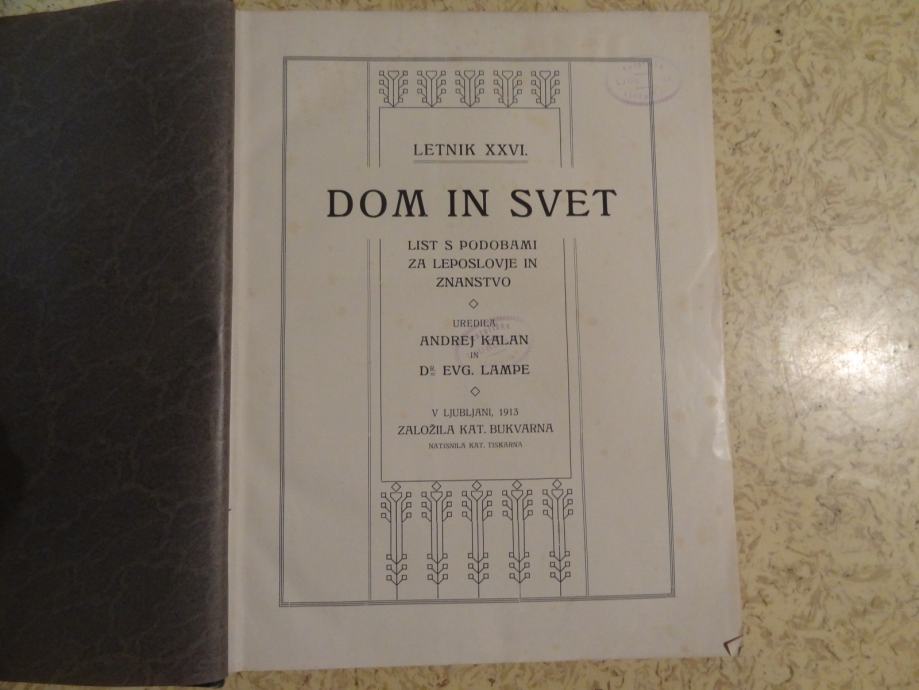 LETNIK XXVI.
DOM IN SVET
LIST S PODOBAMI
ZA LEPOSLOVJE IN
ZNANSTVO
UREDILA
ANDREJ KALAN
IN
DR. EVG. LAMPE
V LJUBLJANI, 1913
ZALOŽILA KAT. BUKVARNA
NATISNILA KAT. TISKARNA